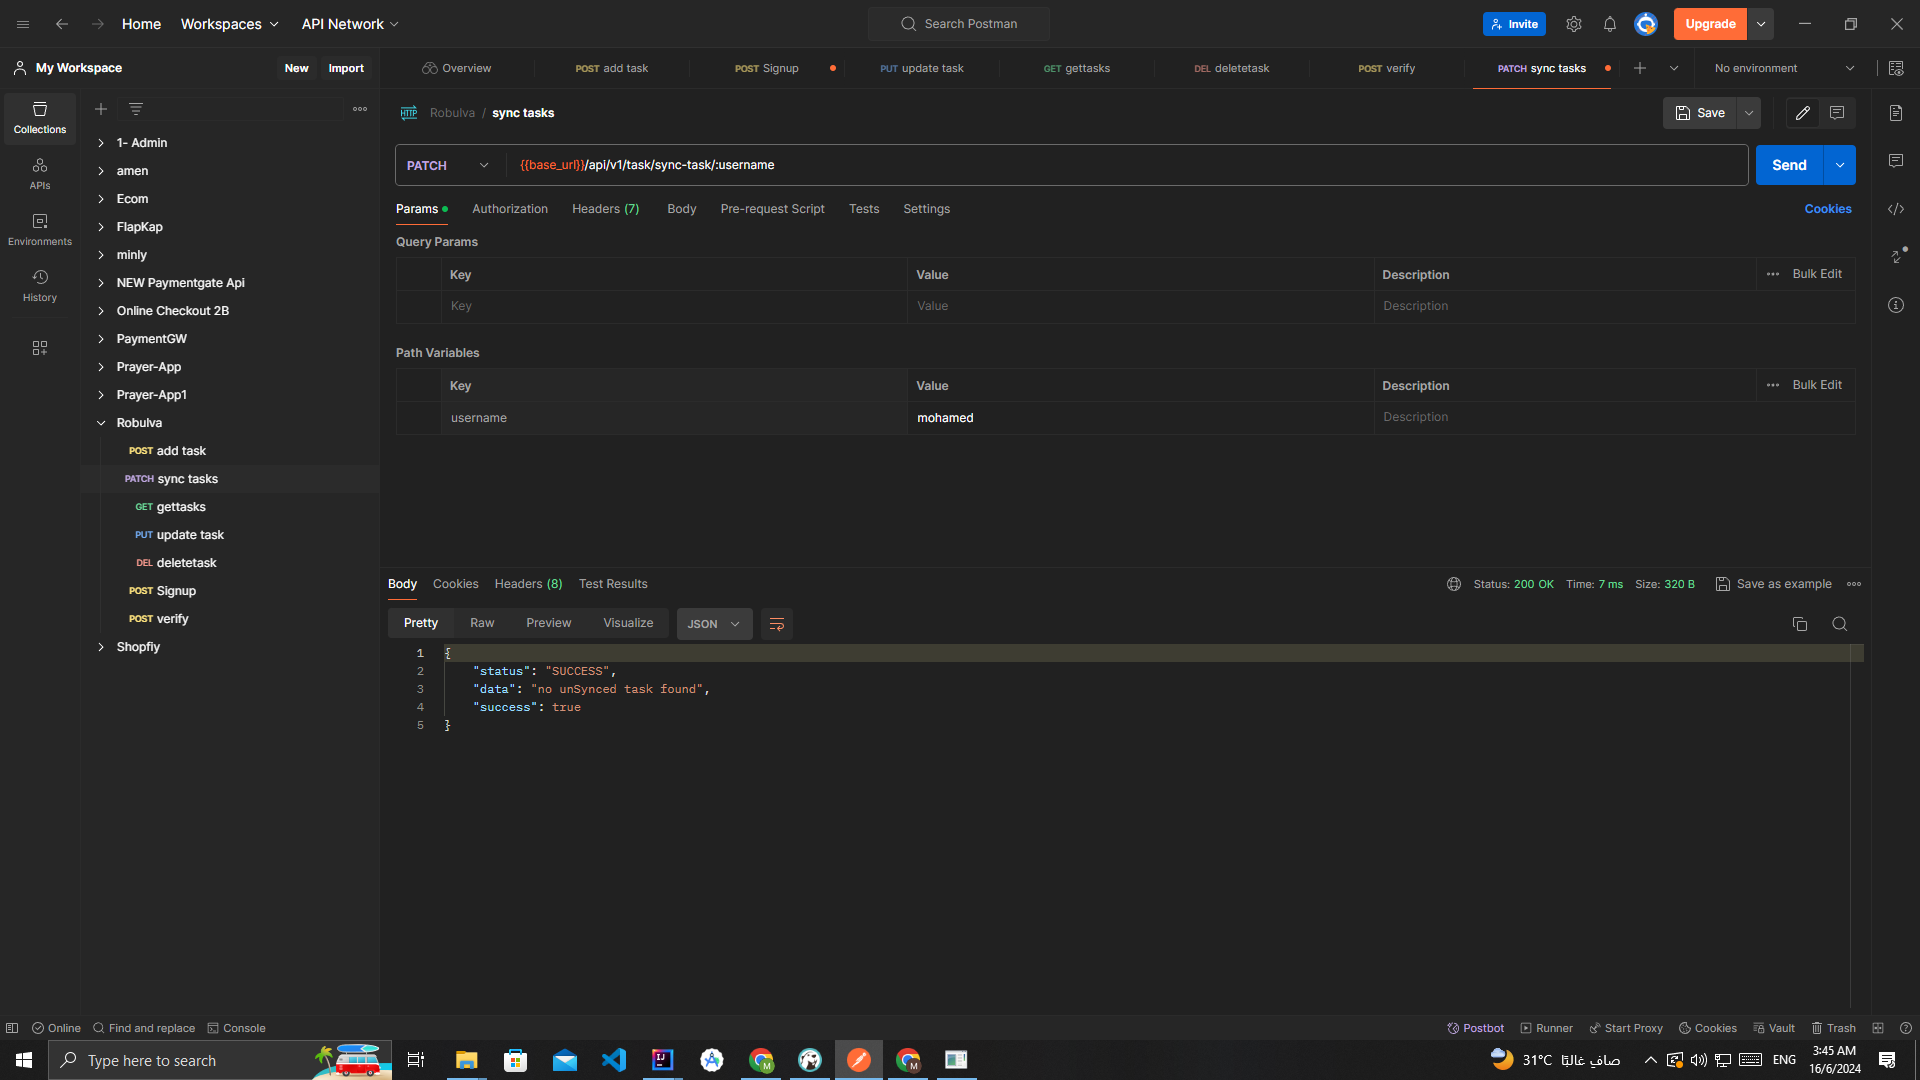 Home Workspaces API Network Search Postman Invite Upgrade
My Workspace New Import Overview POST add task POST Signup PUT update task GET gettasks DEL deletetask POST verify PATCH sync tasks No environment
Collections
APIs
Environments
History
1- Admin
amen
Ecom
FlapKap
minly
NEW Paymentgate Api
Online Checkout 2B
PaymentGW
Prayer-App
Prayer-App1
Robulva
POST add task
PATCH sync tasks
GET gettasks
PUT update task
DEL deletetask
POST Signup
POST verify
Shopfiy
HTTP Robulva / sync tasks Save
PATCH {{base_url}}/api/v1/task/sync-task/:username Send
Params Authorization Headers (7) Body Pre-request Script Tests Settings Cookies
Query Params
Key Value Description Bulk Edit
Key Value Description
Path Variables
Key Value Description Bulk Edit
username mohamed Description
Body Cookies Headers (8) Test Results Status: 200 OK Time: 7 ms Size: 320 B Save as example
Pretty Raw Preview Visualize JSON
1 {
2 "status": "SUCCESS",
3 "data": "no unSynced task found",
4 "success": true
5 }
Online Find and replace Console Postbot Runner Start Proxy Cookies Vault Trash
Type here to search 31°C صافٍ غالبًا ENG 3:45 AM
16/6/2024